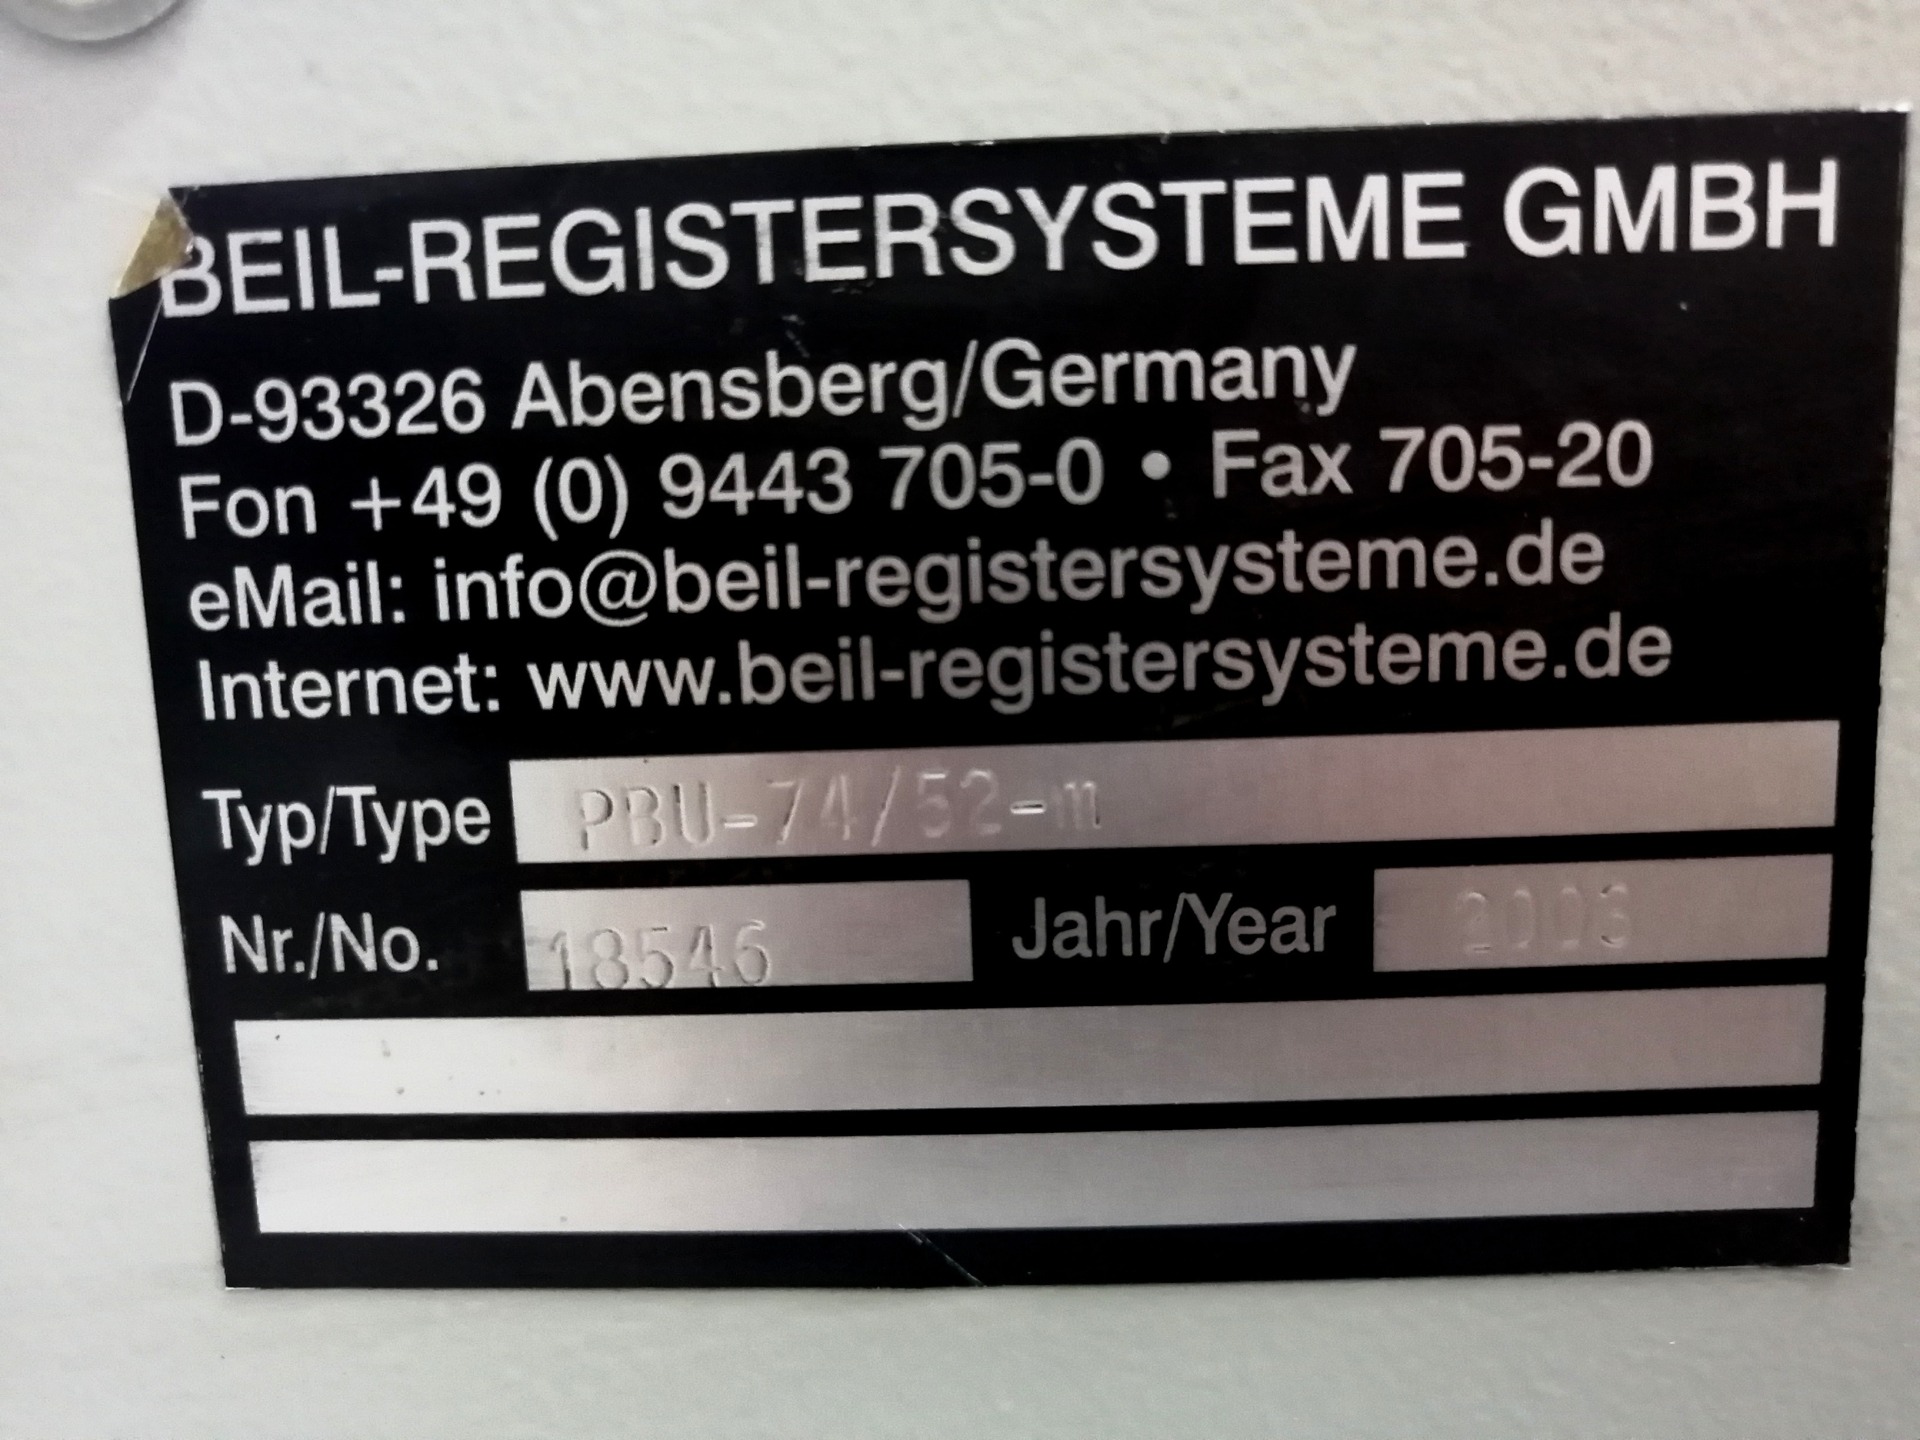 BEIL-REGISTERSYSTEME GMBH
D-93326 Abensberg/Germany
Fon +49 (0) 9443 705-0 • Fax 705-20
eMail: info@beil-registersysteme.de
Internet: www.beil-registersysteme.de
Typ/Type PBU-74/52-m
Nr./No. 18546 Jahr/Year 2003